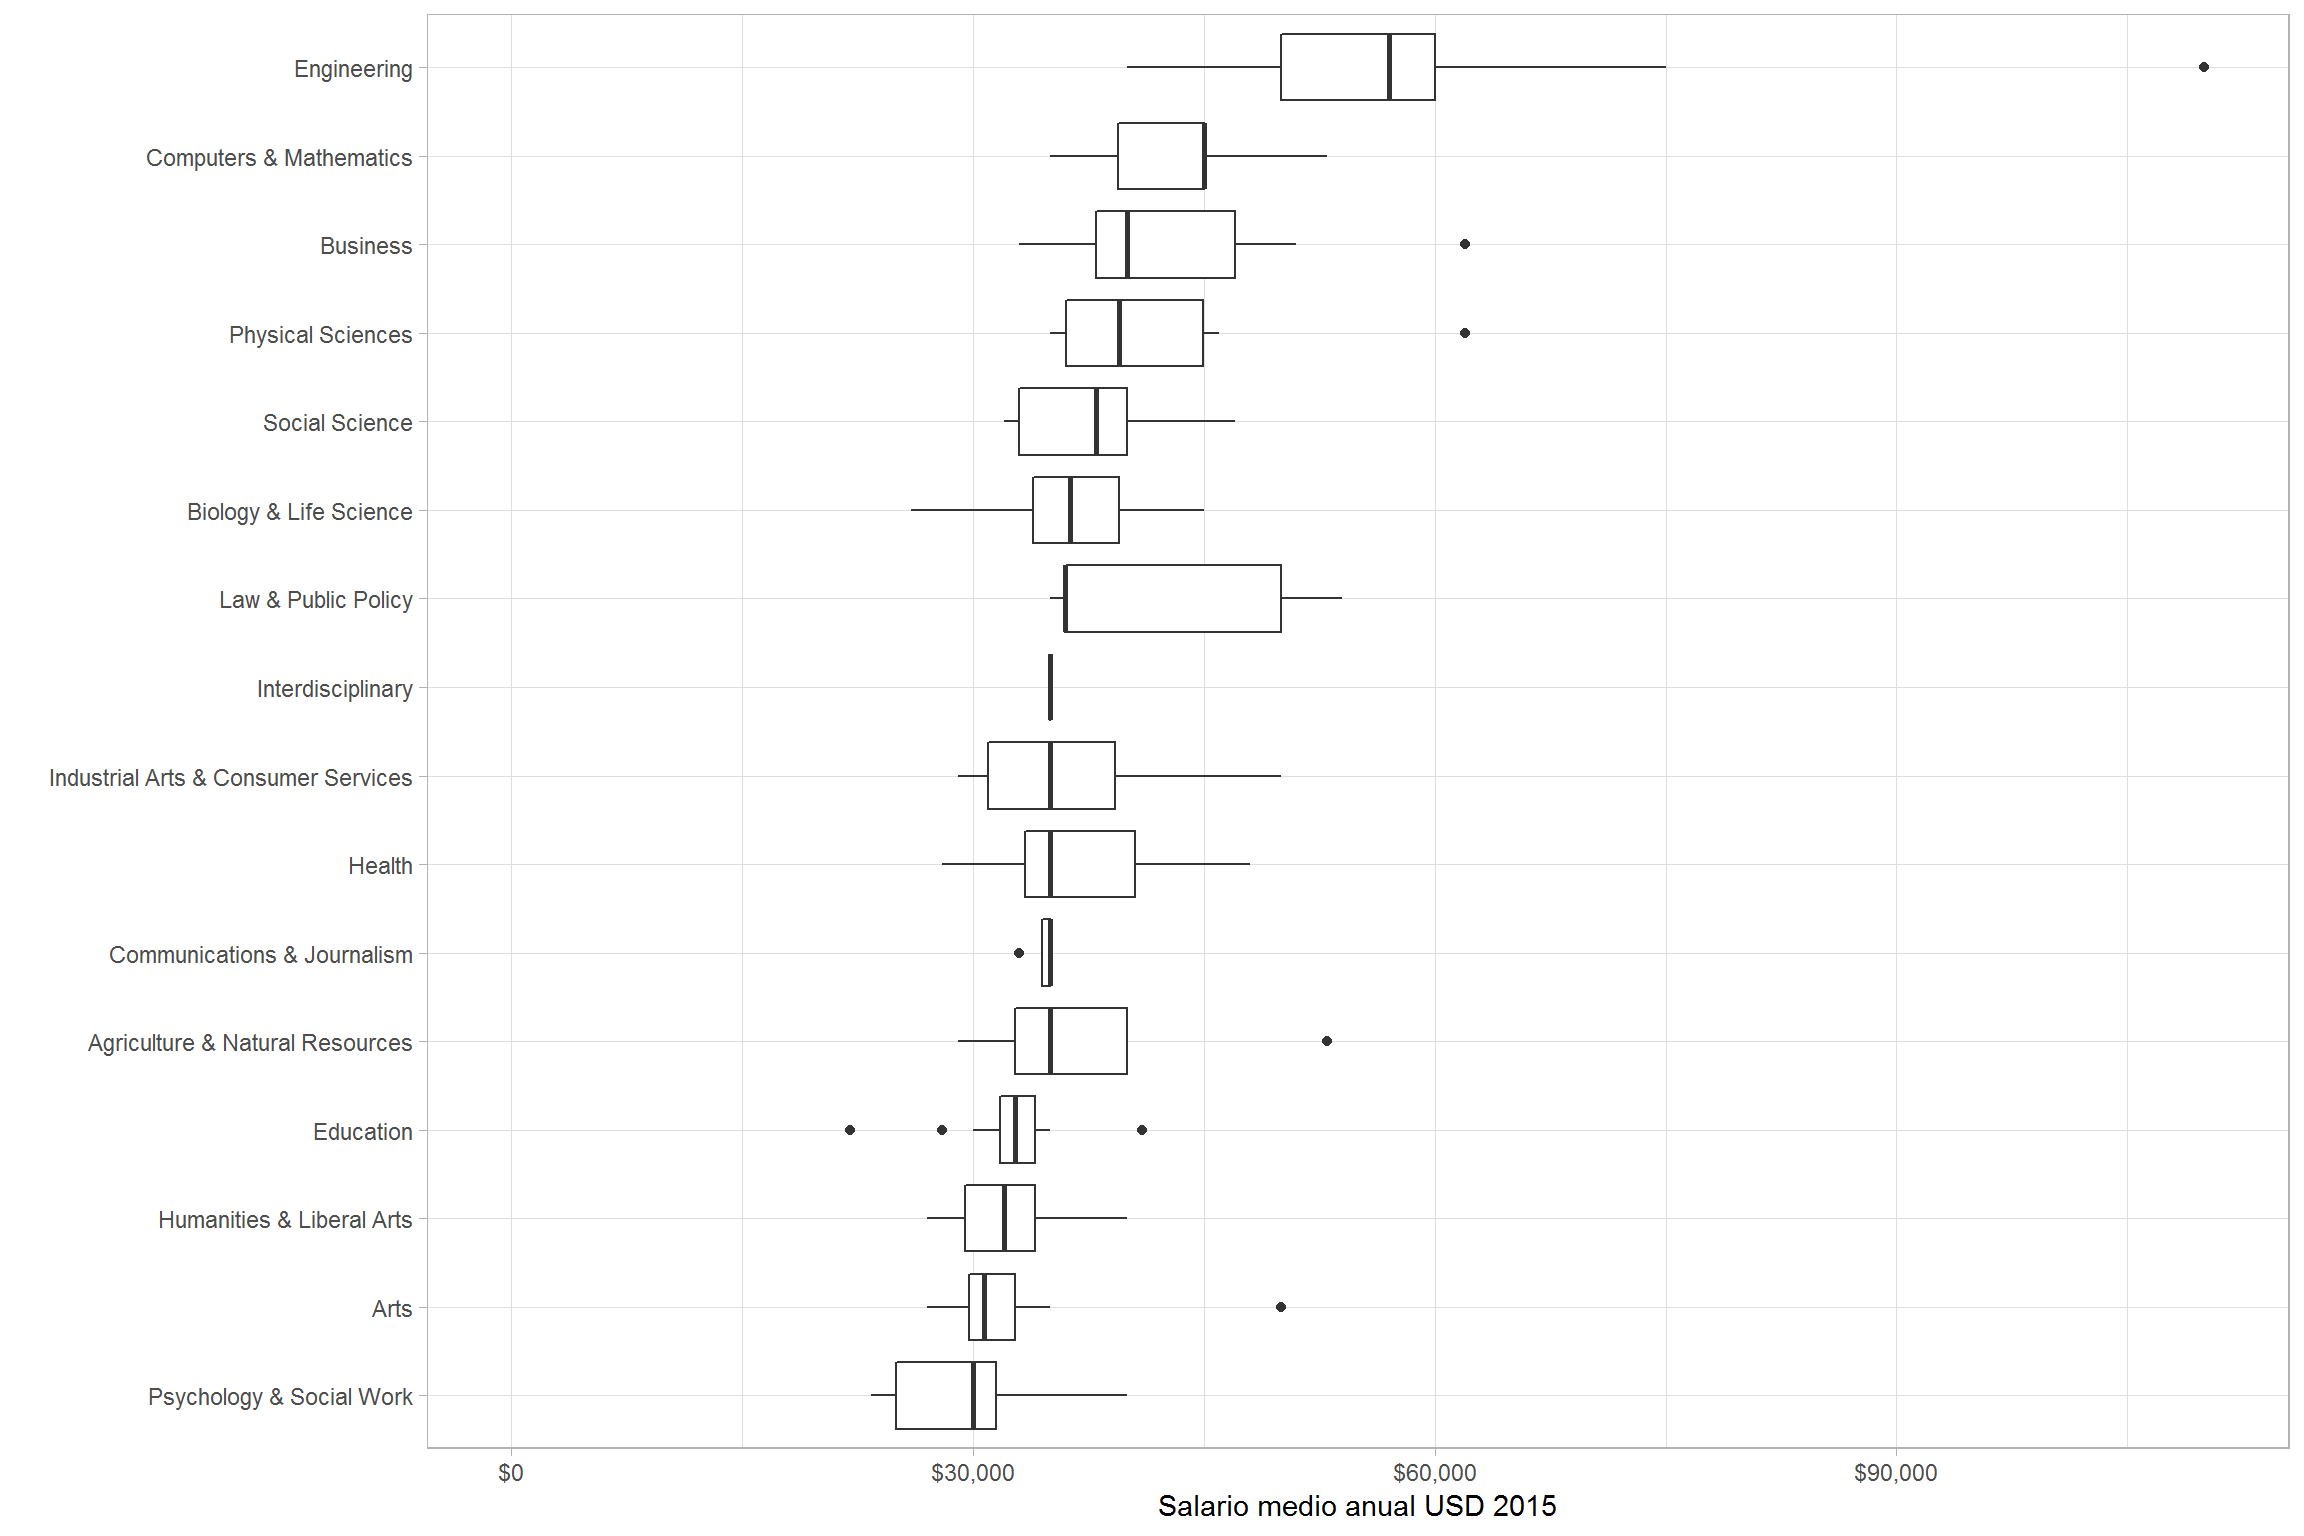 Engineering
Computers & Mathematics
Business
Physical Sciences
Social Science
Biology & Life Science
Law & Public Policy
Interdisciplinary
Industrial Arts & Consumer Services
Health
Communications & Journalism
Agriculture & Natural Resources
Education
Humanities & Liberal Arts
Arts
Psychology & Social Work
$0 $30,000 $60,000 $90,000
Salario medio anual USD 2015